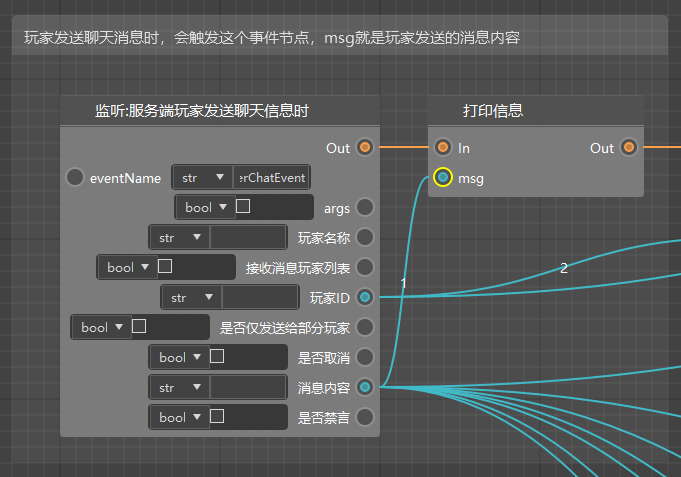 玩家发送聊天消息时，会触发这个事件节点，msg就是玩家发送的消息内容
监听:服务端玩家发送聊天信息时
打印信息
Out
In
Out
eventName str erChatEvent
msg
bool args
str 玩家名称
bool 接收消息玩家列表
2
1
str 玩家ID
bool 是否仅发送给部分玩家
bool 是否取消
str 消息内容
bool 是否禁言